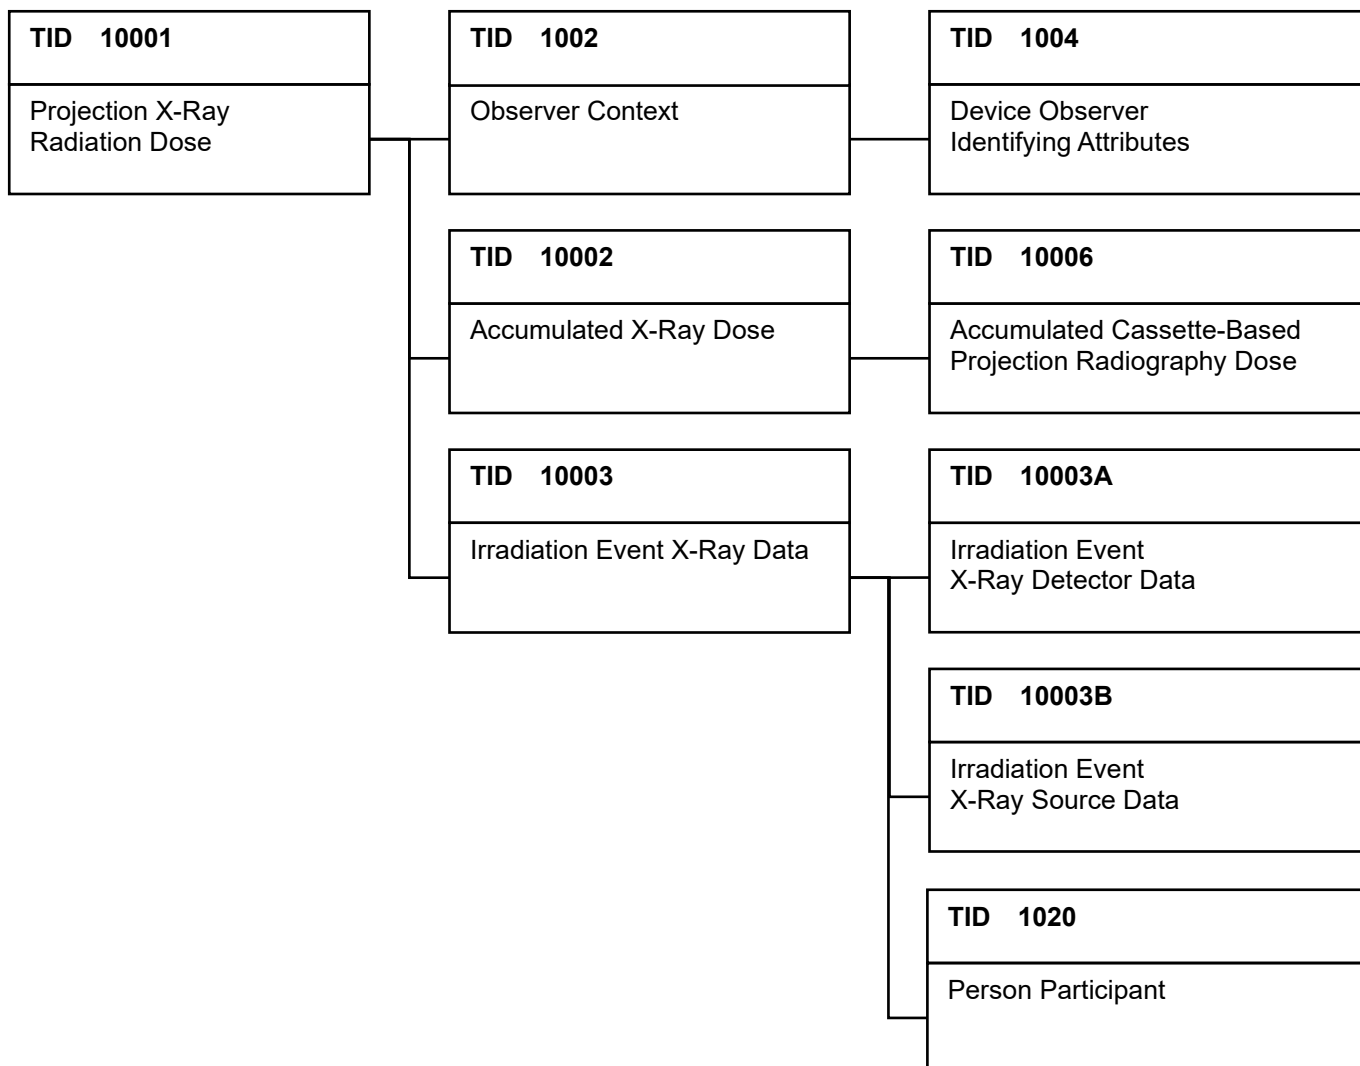 TID 10001
Projection X-Ray
Radiation Dose
TID 1002
Observer Context
TID 1004
Device Observer
Identifying Attributes
TID 10002
Accumulated X-Ray Dose
TID 10006
Accumulated Cassette-Based
Projection Radiography Dose
TID 10003
Irradiation Event X-Ray Data
TID 10003A
Irradiation Event
X-Ray Detector Data
TID 10003B
Irradiation Event
X-Ray Source Data
TID 1020
Person Participant